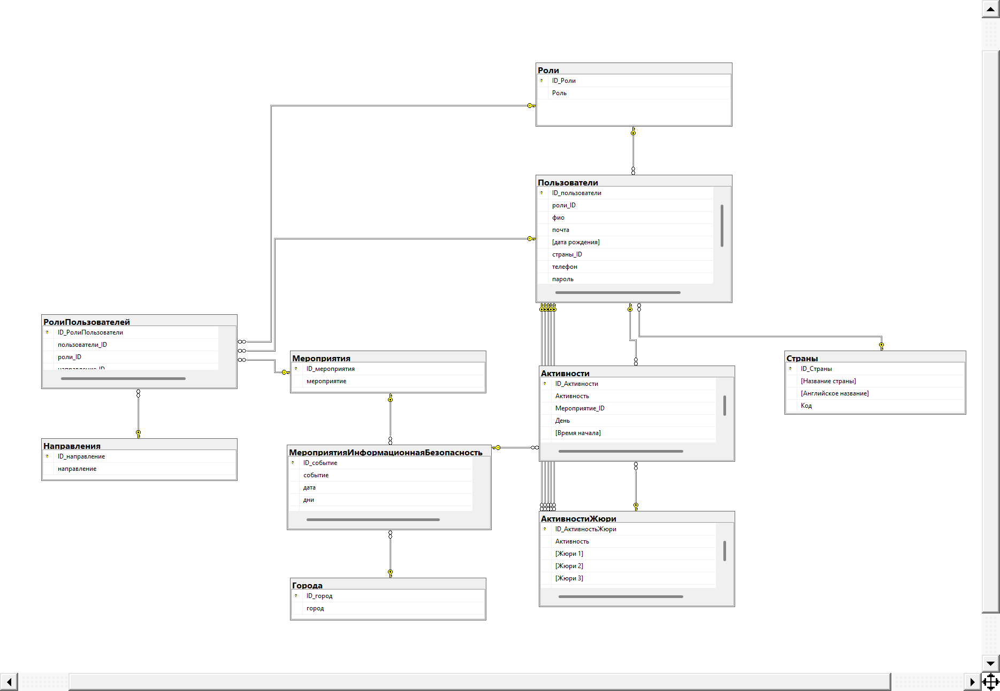 Роли
ID_Роли
Роль
Пользователи
ID_пользователи
роли_ID
фио
почта
[дата рождения]
страны_ID
телефон
пароль
РолиПользователей
ID_РолиПользователи
пользователи_ID
роли_ID
направление_ID
Мероприятия
ID_мероприятия
мероприятие
Активности
ID_Активности
Активность
Мероприятие_ID
День
[Время начала]
Страны
ID_Страны
[Название страны]
[Английское название]
Код
Направления
ID_направление
направление
МероприятияИнформационнаяБезопасность
ID_событие
событие
дата
дни
АктивностиЖюри
ID_АктивностьЖюри
Активность
[Жюри 1]
[Жюри 2]
[Жюри 3]
Города
ID_город
город